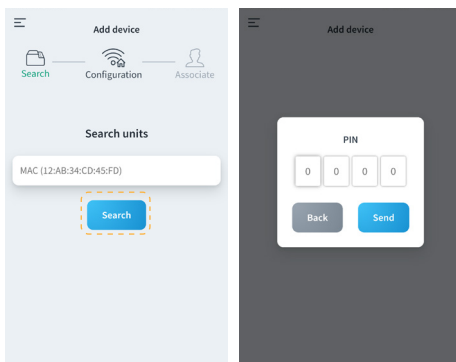 Add device
Search
Configuration
Associate
Search units
MAC (12:AB:34:CD:45:FD)
Search
Add device
PIN
0 0 0 0
Back
Send